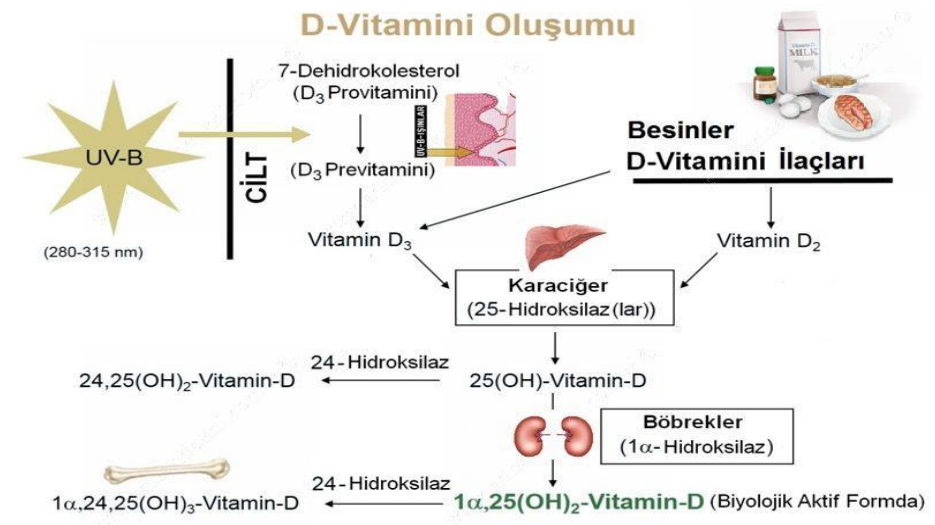 D-Vitamini Oluşumu
7-Dehidrokolesterol
(D₃ Provitamini)
UV-B
CİLT
UV-B-IŞINLAR
(D₃ Previtamini)
MILK
Besinler
D-Vitamini İlaçları
(280-315 nm)
Vitamin D₃
Vitamin D₂
Karaciğer
(25-Hidroksilaz(lar))
24-Hidroksilaz
24,25(OH)₂-Vitamin-D
25(OH)-Vitamin-D
Böbrekler
(1α-Hidroksilaz)
24-Hidroksilaz
1α,24,25(OH)₃-Vitamin-D
1α,25(OH)₂-Vitamin-D (Biyolojik Aktif Formda)